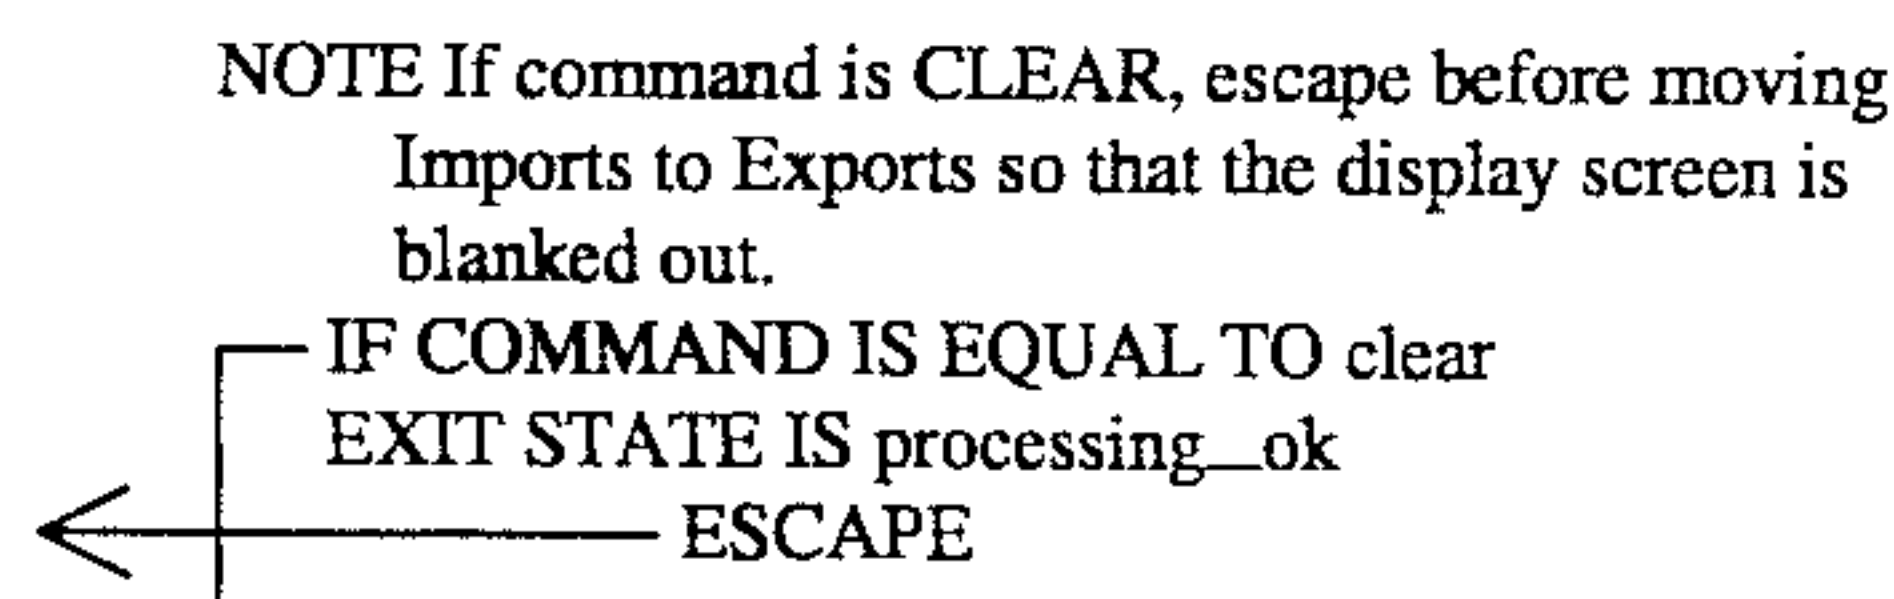 NOTE If command is CLEAR, escape before moving
Imports to Exports so that the display screen is
blanked out.
IF COMMAND IS EQUAL TO clear
EXIT STATE IS processing_ok
ESCAPE